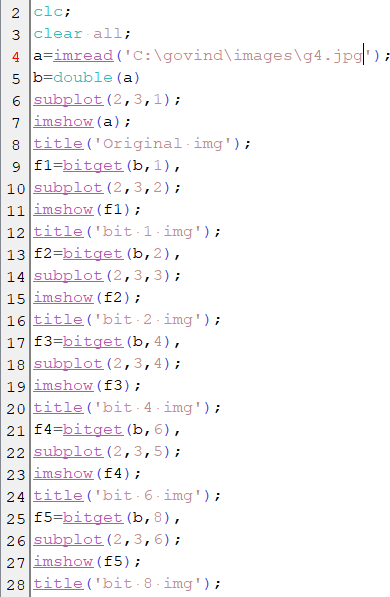 2 clc;
3 clear all;
4 a=imread('C:\govind\images\g4.jpg');
5 b=double(a)
6 subplot(2,3,1);
7 imshow(a);
8 title('Original img');
9 f1=bitget(b,1),
10 subplot(2,3,2);
11 imshow(f1);
12 title('bit 1 img');
13 f2=bitget(b,2),
14 subplot(2,3,3);
15 imshow(f2);
16 title('bit 2 img');
17 f3=bitget(b,4),
18 subplot(2,3,4);
19 imshow(f3);
20 title('bit 4 img');
21 f4=bitget(b,6),
22 subplot(2,3,5);
23 imshow(f4);
24 title('bit 6 img');
25 f5=bitget(b,8),
26 subplot(2,3,6);
27 imshow(f5);
28 title('bit 8 img');